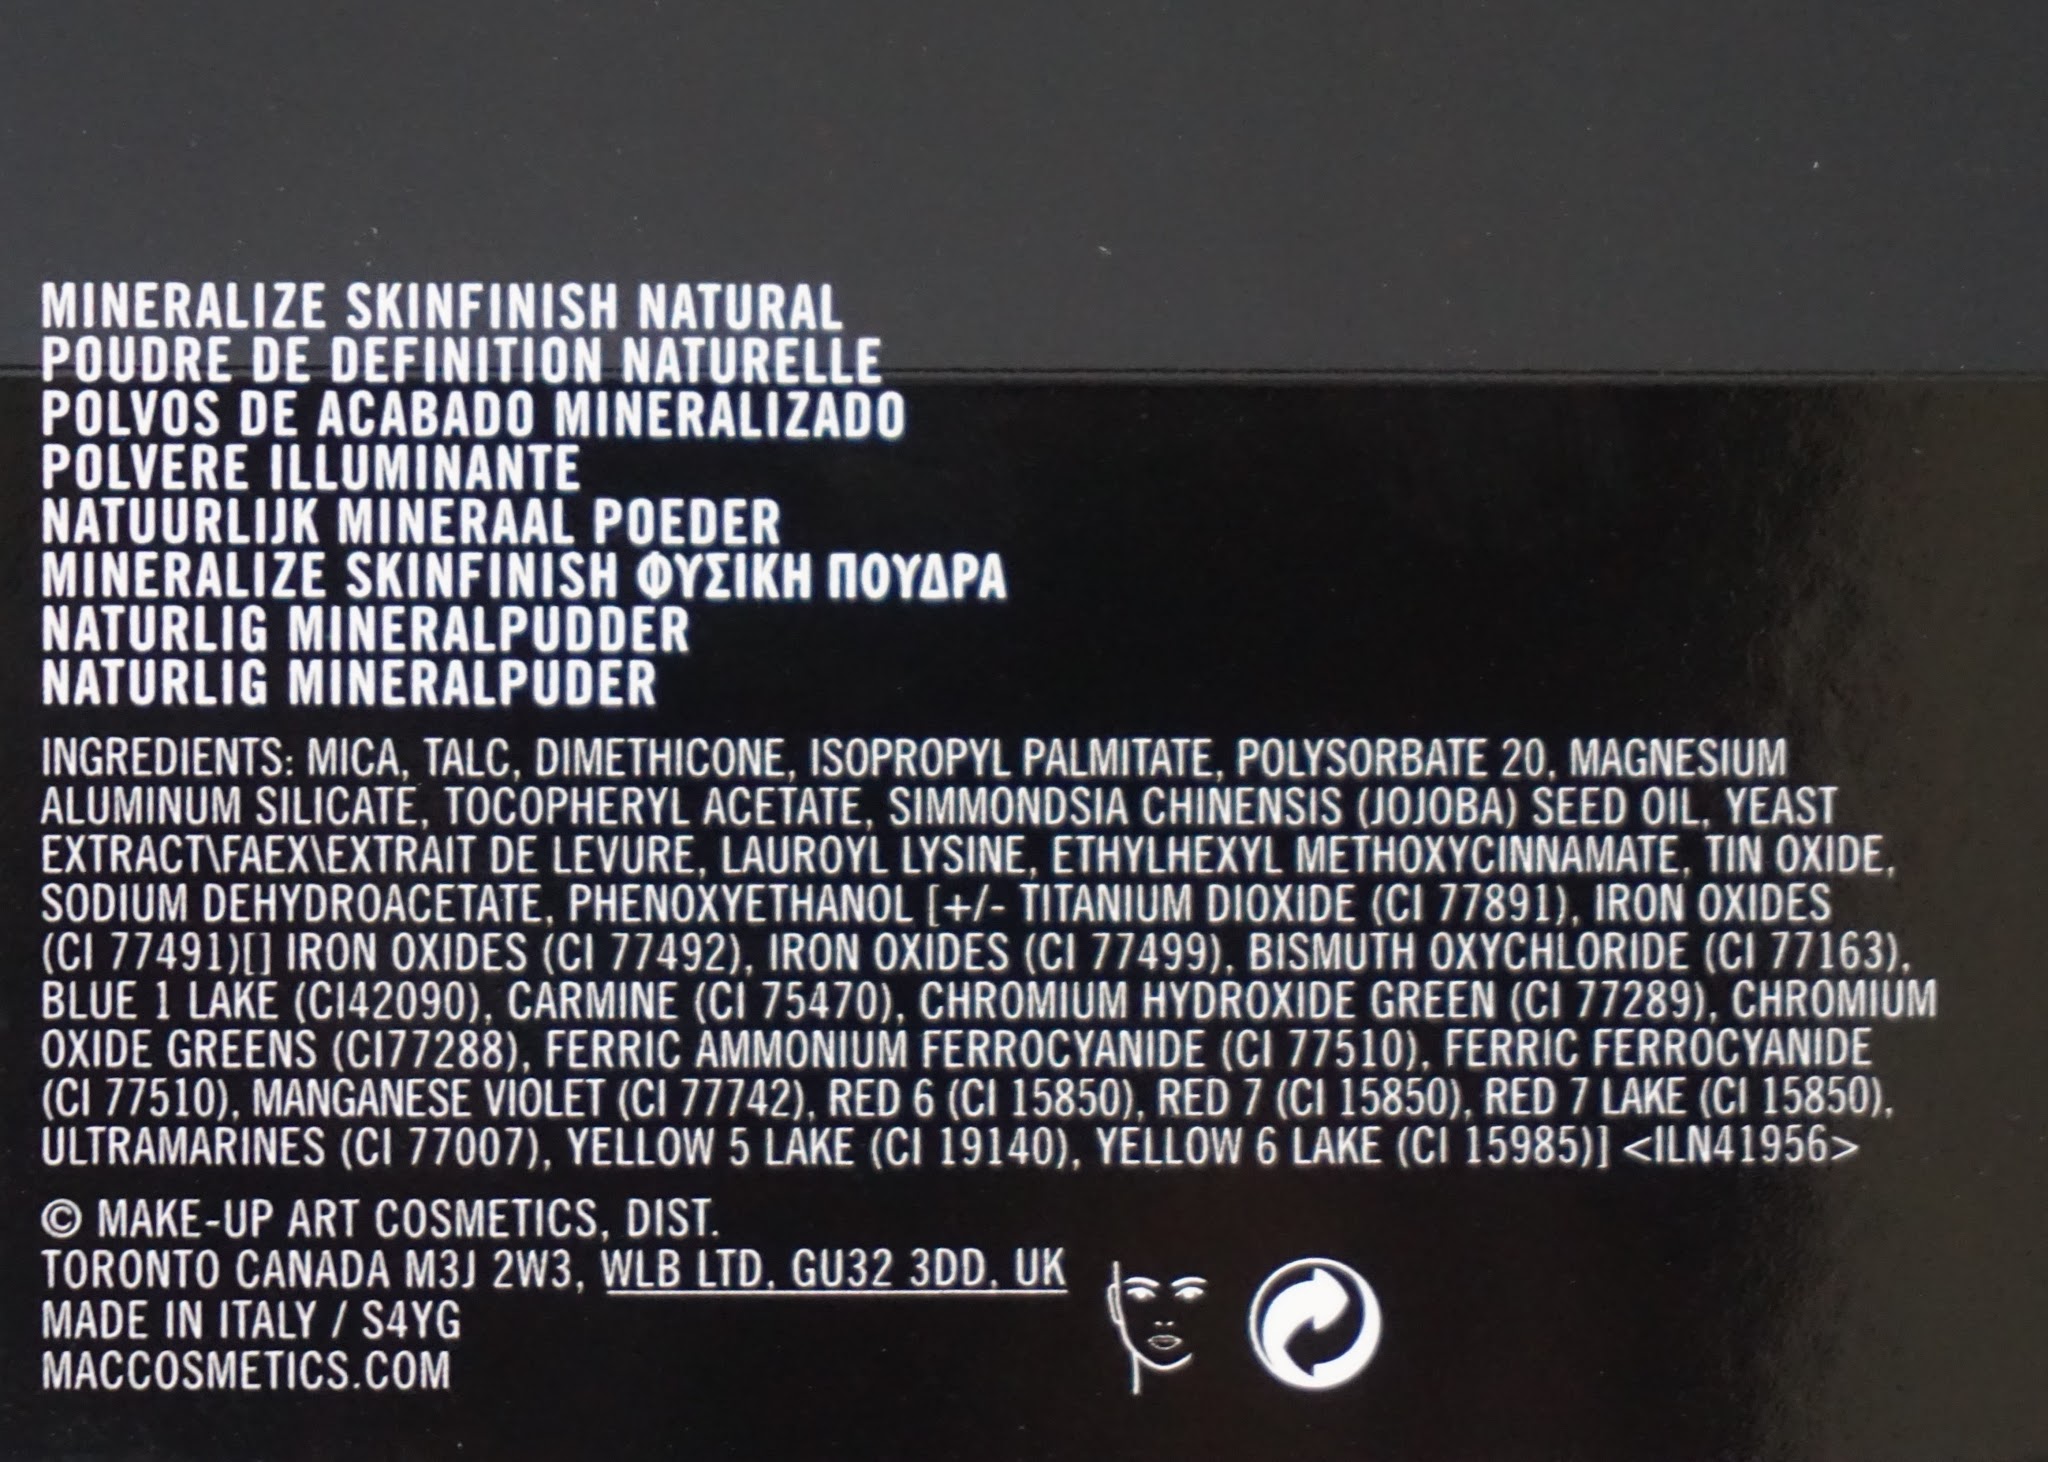 MINERALIZE SKINFINISH NATURAL
POUDRE DE DEFINITION NATURELLE
POLVOS DE ACABADO MINERALIZADO
POLVERE ILLUMINANTE
NATUURLIJK MINERAAL POEDER
MINERALIZE SKINFINISH ΦΥΣΙΚΗ ΠΟΥΔΡΑ
NATURLIG MINERALPUDDER
NATURLIG MINERALPUDER
INGREDIENTS: MICA, TALC, DIMETHICONE, ISOPROPYL PALMITATE, POLYSORBATE 20, MAGNESIUM
ALUMINUM SILICATE, TOCOPHERYL ACETATE, SIMMONDSIA CHINENSIS (JOJOBA) SEED OIL, YEAST
EXTRACT\FAEX\EXTRAIT DE LEVURE, LAUROYL LYSINE, ETHYLHEXYL METHOXYCINNAMATE, TIN OXIDE,
SODIUM DEHYDROACETATE, PHENOXYETHANOL [+/- TITANIUM DIOXIDE (CI 77891), IRON OXIDES
(CI 77491)[] IRON OXIDES (CI 77492), IRON OXIDES (CI 77499), BISMUTH OXYCHLORIDE (CI 77163),
BLUE 1 LAKE (CI42090), CARMINE (CI 75470), CHROMIUM HYDROXIDE GREEN (CI 77289), CHROMIUM
OXIDE GREENS (CI77288), FERRIC AMMONIUM FERROCYANIDE (CI 77510), FERRIC FERROCYANIDE
(CI 77510), MANGANESE VIOLET (CI 77742), RED 6 (CI 15850), RED 7 (CI 15850), RED 7 LAKE (CI 15850),
ULTRAMARINES (CI 77007), YELLOW 5 LAKE (CI 19140), YELLOW 6 LAKE (CI 15985)] <ILN41956>
© MAKE-UP ART COSMETICS, DIST.
TORONTO CANADA M3J 2W3, WLB LTD, GU32 3DD, UK
MADE IN ITALY / S4YG
MACCOSMETICS.COM